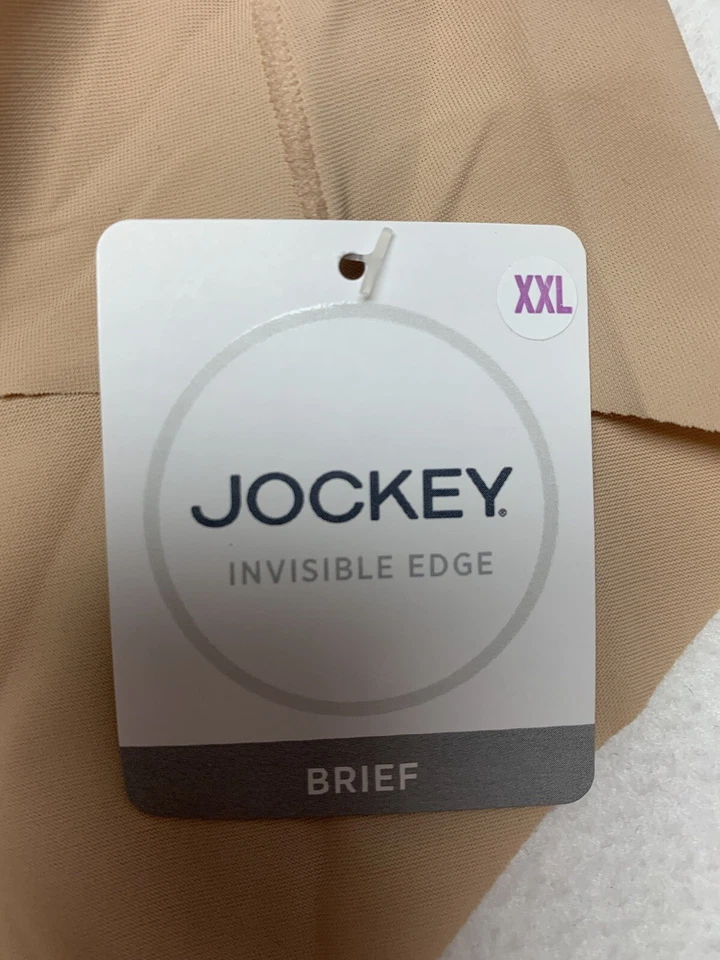 XXL
JOCKEY®
INVISIBLE EDGE
BRIEF